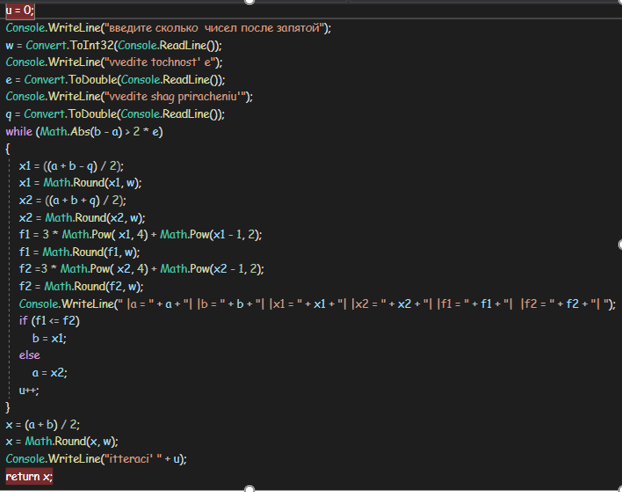 u = 0;
Console.WriteLine("введите сколько  чисел после запятой");
w = Convert.ToInt32(Console.ReadLine());
Console.WriteLine("vvedite tochnost' e");
e = Convert.ToDouble(Console.ReadLine());
Console.WriteLine("vvedite shag priracheniu'");
q = Convert.ToDouble(Console.ReadLine());
while (Math.Abs(b - a) > 2 * e)
{
x1 = ((a + b - q) / 2);
x1 = Math.Round(x1, w);
x2 = ((a + b + q) / 2);
x2 = Math.Round(x2, w);
f1 = 3 * Math.Pow( x1, 4) + Math.Pow(x1 - 1, 2);
f1 = Math.Round(f1, w);
f2 =3 * Math.Pow( x2, 4) + Math.Pow(x2 - 1, 2);
f2 = Math.Round(f2, w);
Console.WriteLine(" |a = " + a + "| |b = " + b + "| |x1 = " + x1 + "| |x2 = " + x2 + "| |f1 = " + f1 + "|  |f2 = " + f2 + "| ");
if (f1 <= f2)
b = x1;
else
a = x2;
u++;
}
x = (a + b) / 2;
x = Math.Round(x, w);
Console.WriteLine("itteraci' " + u);
return x;